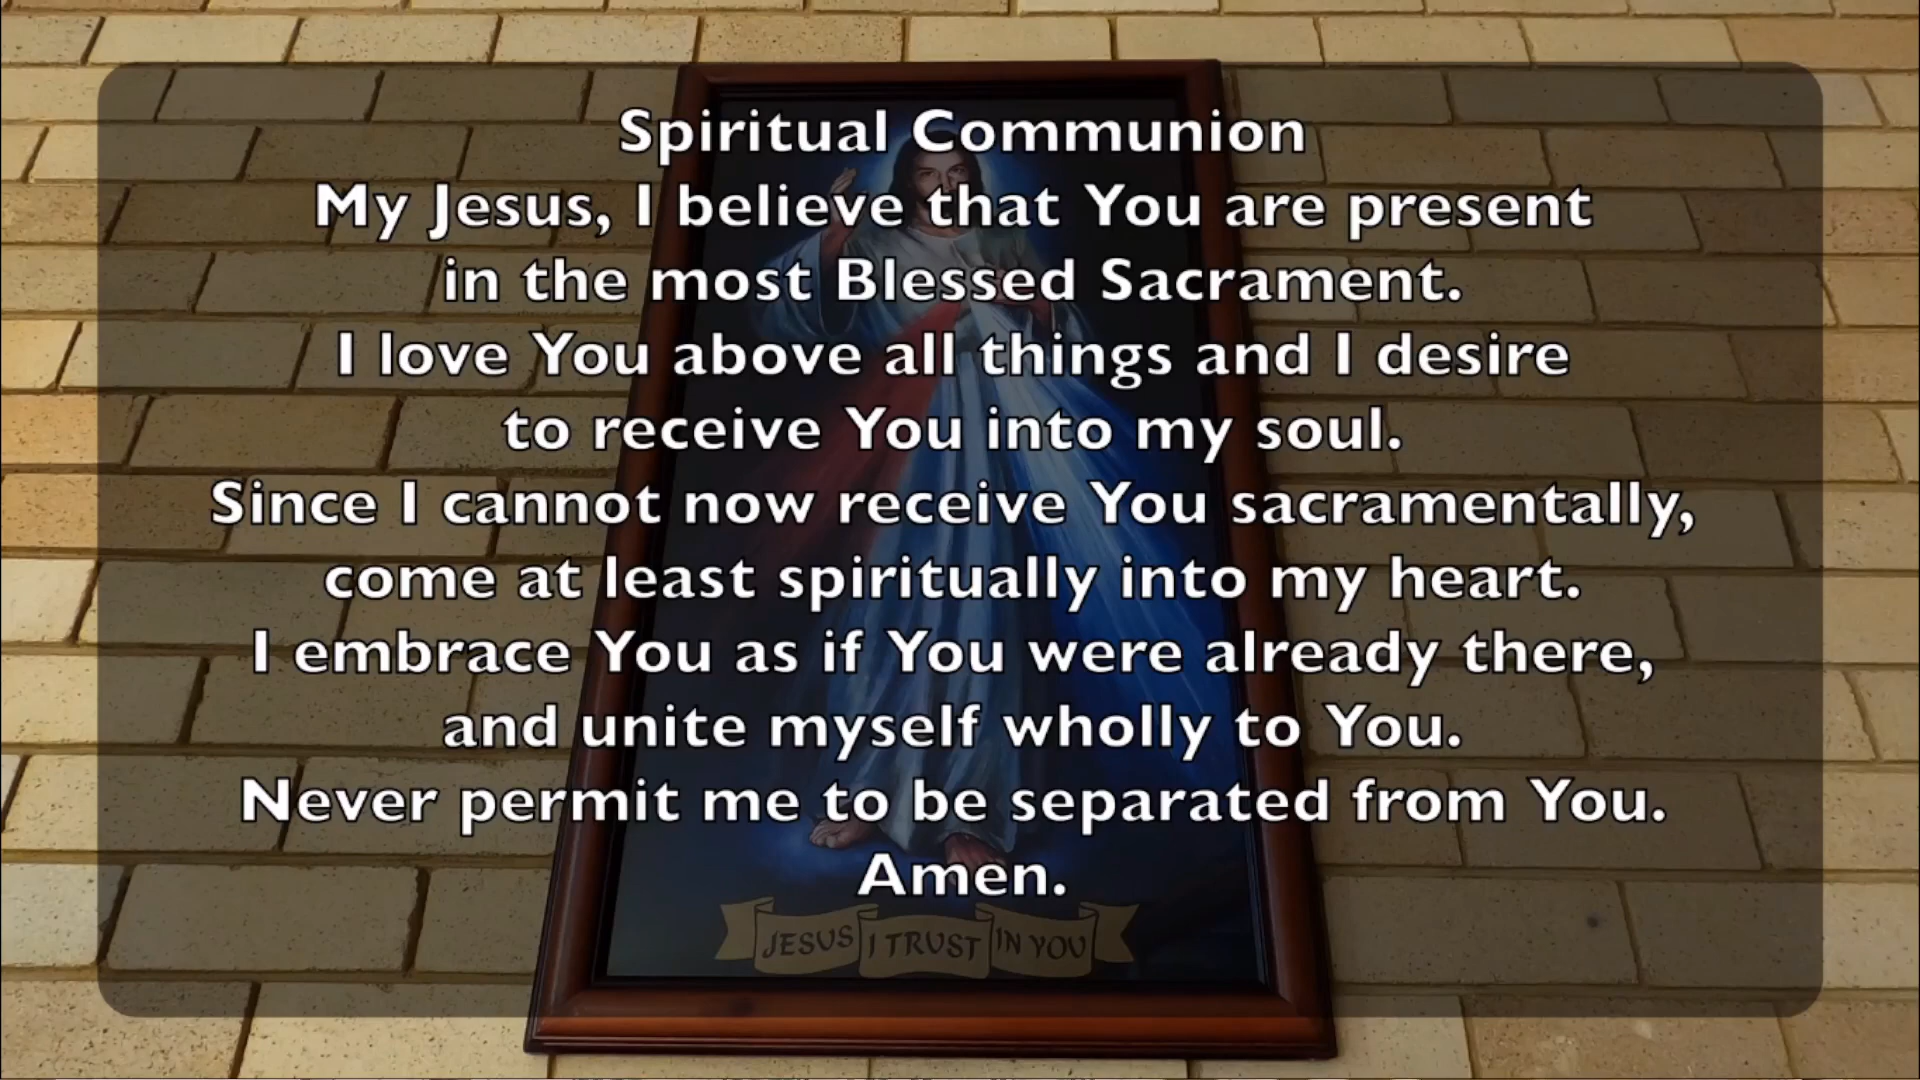 Spiritual Communion
My Jesus, I believe that You are present
in the most Blessed Sacrament.
I love You above all things and I desire
to receive You into my soul.
Since I cannot now receive You sacramentally,
come at least spiritually into my heart.
I embrace You as if You were already there,
and unite myself wholly to You.
Never permit me to be separated from You.
Amen.
JESUS I TRUST IN YOU